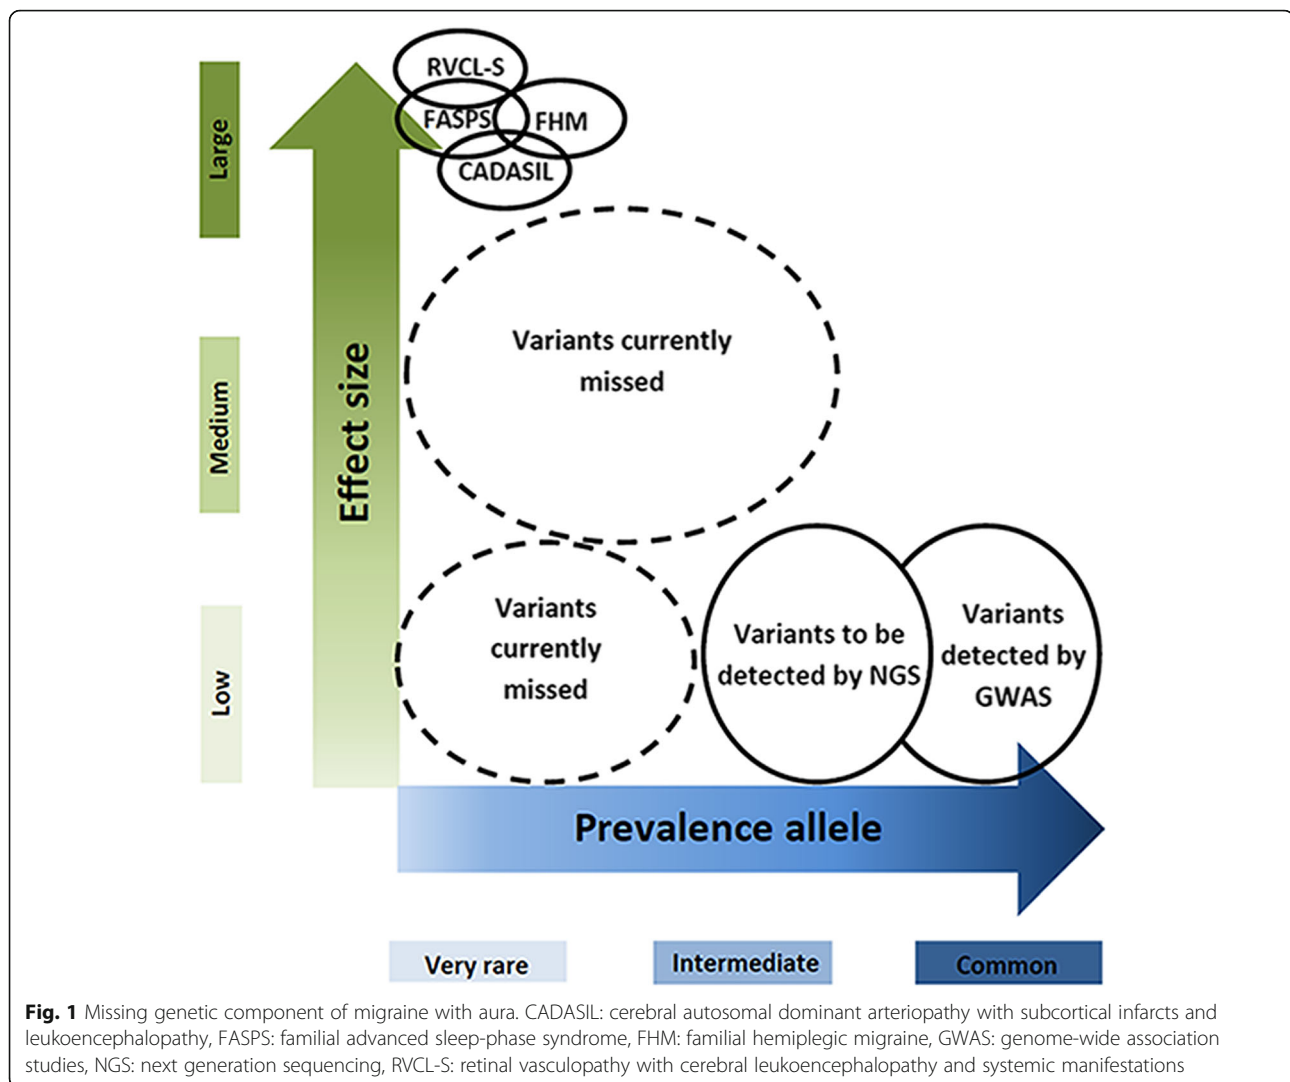 RVCL-S
FASPS
FHM
CADASIL
Large
Medium
Low
Effect size
Variants currently
missed
Variants
currently
missed
Variants to be
detected by NGS
Variants
detected by
GWAS
Prevalence allele
Very rare
Intermediate
Common
Fig. 1 Missing genetic component of migraine with aura. CADASIL: cerebral autosomal dominant arteriopathy with subcortical infarcts and
leukoencephalopathy, FASPS: familial advanced sleep-phase syndrome, FHM: familial hemiplegic migraine, GWAS: genome-wide association
studies, NGS: next generation sequencing, RVCL-S: retinal vasculopathy with cerebral leukoencephalopathy and systemic manifestations